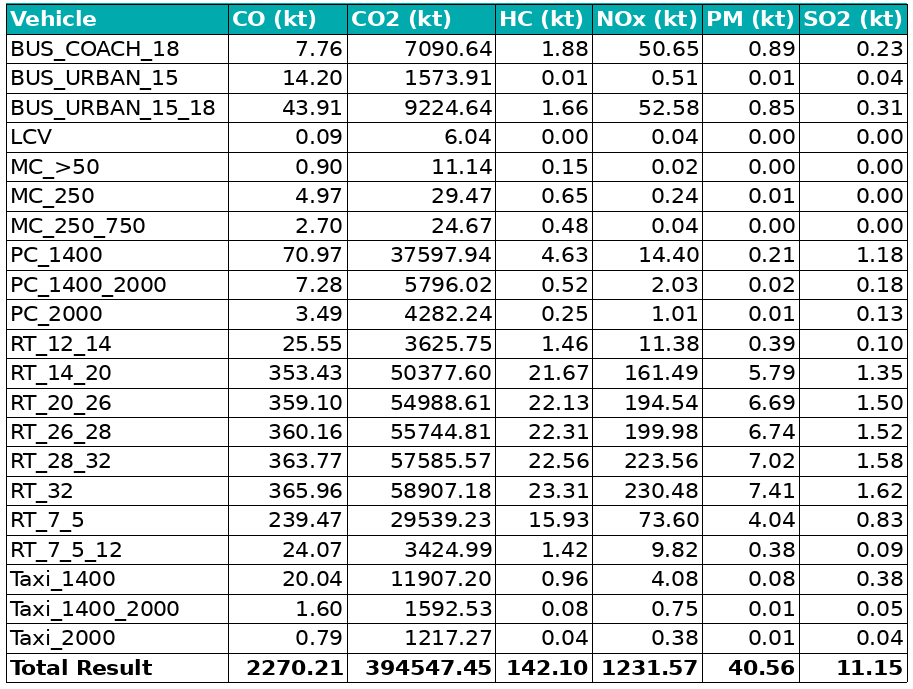 Vehicle CO (kt) CO2 (kt) HC (kt) NOx (kt) PM (kt) SO2 (kt)
BUS_COACH_18 7.76 7090.64 1.88 50.65 0.89 0.23
BUS_URBAN_15 14.20 1573.91 0.01 0.51 0.01 0.04
BUS_URBAN_15_18 43.91 9224.64 1.66 52.58 0.85 0.31
LCV 0.09 6.04 0.00 0.04 0.00 0.00
MC_>50 0.90 11.14 0.15 0.02 0.00 0.00
MC_250 4.97 29.47 0.65 0.24 0.01 0.00
MC_250_750 2.70 24.67 0.48 0.04 0.00 0.00
PC_1400 70.97 37597.94 4.63 14.40 0.21 1.18
PC_1400_2000 7.28 5796.02 0.52 2.03 0.02 0.18
PC_2000 3.49 4282.24 0.25 1.01 0.01 0.13
RT_12_14 25.55 3625.75 1.46 11.38 0.39 0.10
RT_14_20 353.43 50377.60 21.67 161.49 5.79 1.35
RT_20_26 359.10 54988.61 22.13 194.54 6.69 1.50
RT_26_28 360.16 55744.81 22.31 199.98 6.74 1.52
RT_28_32 363.77 57585.57 22.56 223.56 7.02 1.58
RT_32 365.96 58907.18 23.31 230.48 7.41 1.62
RT_7_5 239.47 29539.23 15.93 73.60 4.04 0.83
RT_7_5_12 24.07 3424.99 1.42 9.82 0.38 0.09
Taxi_1400 20.04 11907.20 0.96 4.08 0.08 0.38
Taxi_1400_2000 1.60 1592.53 0.08 0.75 0.01 0.05
Taxi_2000 0.79 1217.27 0.04 0.38 0.01 0.04
Total Result 2270.21 394547.45 142.10 1231.57 40.56 11.15